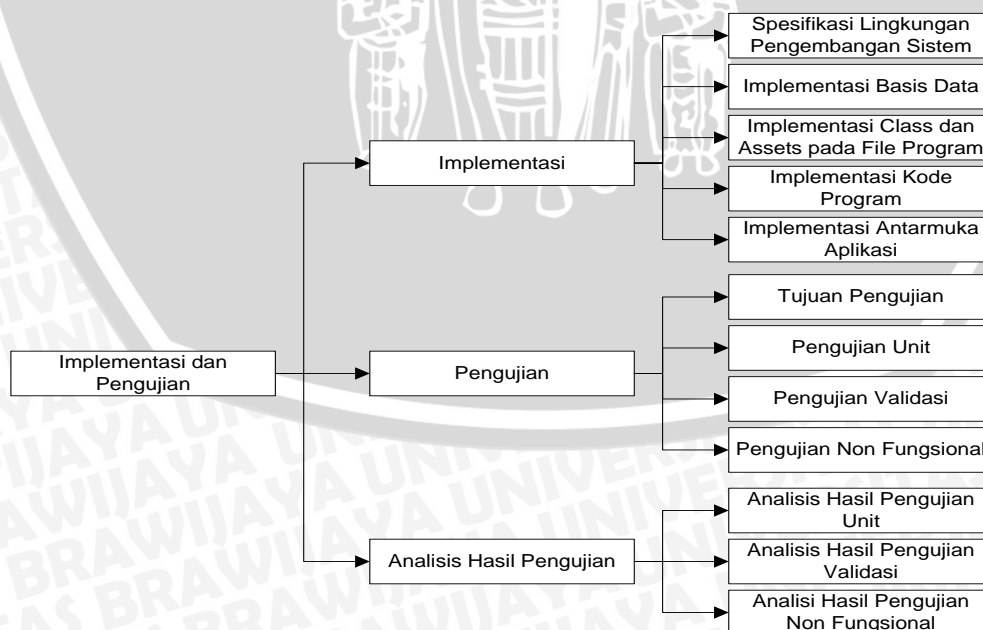 Spesifikasi Lingkungan
Pengembangan Sistem
Implementasi Basis Data
Implementasi Class dan
Assets pada File Program
Implementasi
Implementasi Kode
Program
Implementasi Antarmuka
Aplikasi
Tujuan Pengujian
Implementasi dan
Pengujian
Pengujian
Pengujian Unit
Pengujian Validasi
Pengujian Non Fungsional
Analisis Hasil Pengujian
Unit
Analisis Hasil Pengujian
Analisis Hasil Pengujian
Validasi
Analisi Hasil Pengujian
Non Fungsional